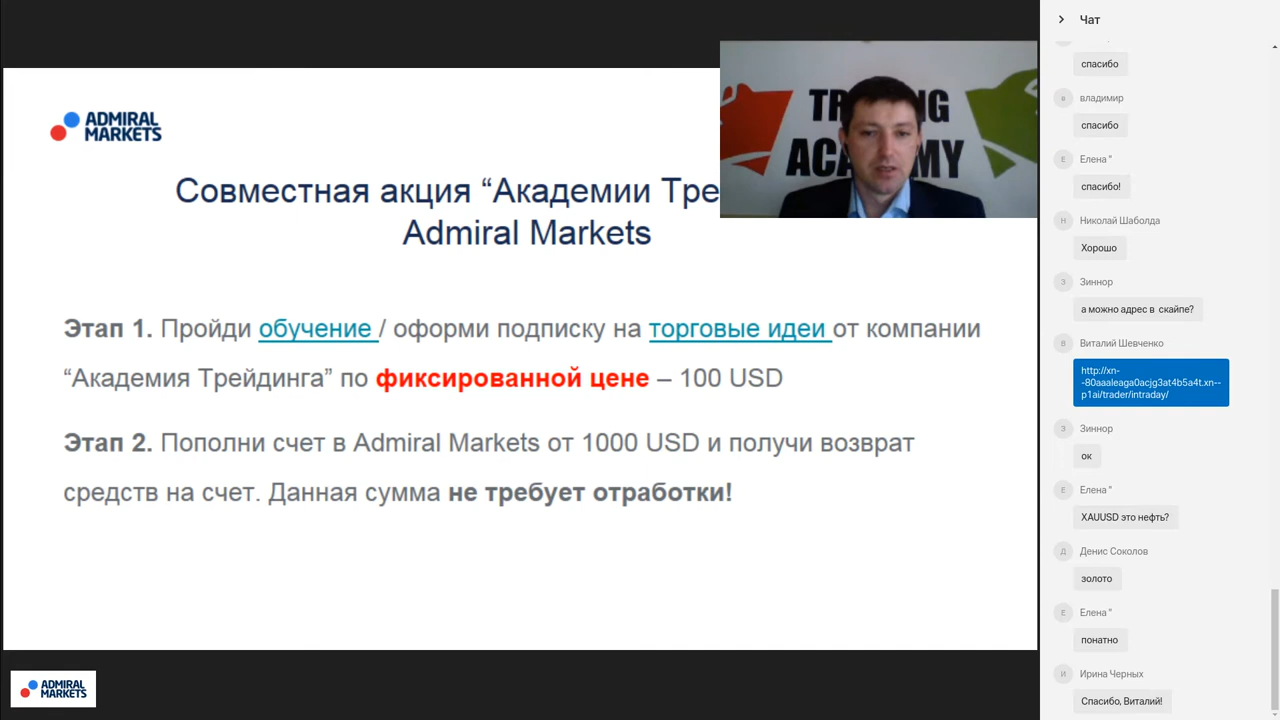 ADMIRAL
MARKETS
Совместная акция “Академии Тре
Admiral Markets
Этап 1. Пройди обучение / оформи подписку на торговые идеи от компании
“Академия Трейдинга” по фиксированной цене – 100 USD
Этап 2. Пополни счет в Admiral Markets от 1000 USD и получи возврат
средств на счет. Данная сумма не требует отработки!
ADMIRAL
MARKETS
Чат
спасибо
в
владимир
спасибо
Е
Елена "
спасибо!
Н
Николай Шаболда
Хорошо
З
Зиннор
а можно адрес в скайпе?
В
Виталий Шевченко
http://xn-
-80aaaleaga0acjg3at4b5a4t.xn--
p1ai/trader/intraday/
З
Зиннор
ок
Е
Елена "
XAUUSD это нефть?
Д
Денис Соколов
золото
Е
Елена "
понатно
И
Ирина Черных
Спасибо, Виталий!